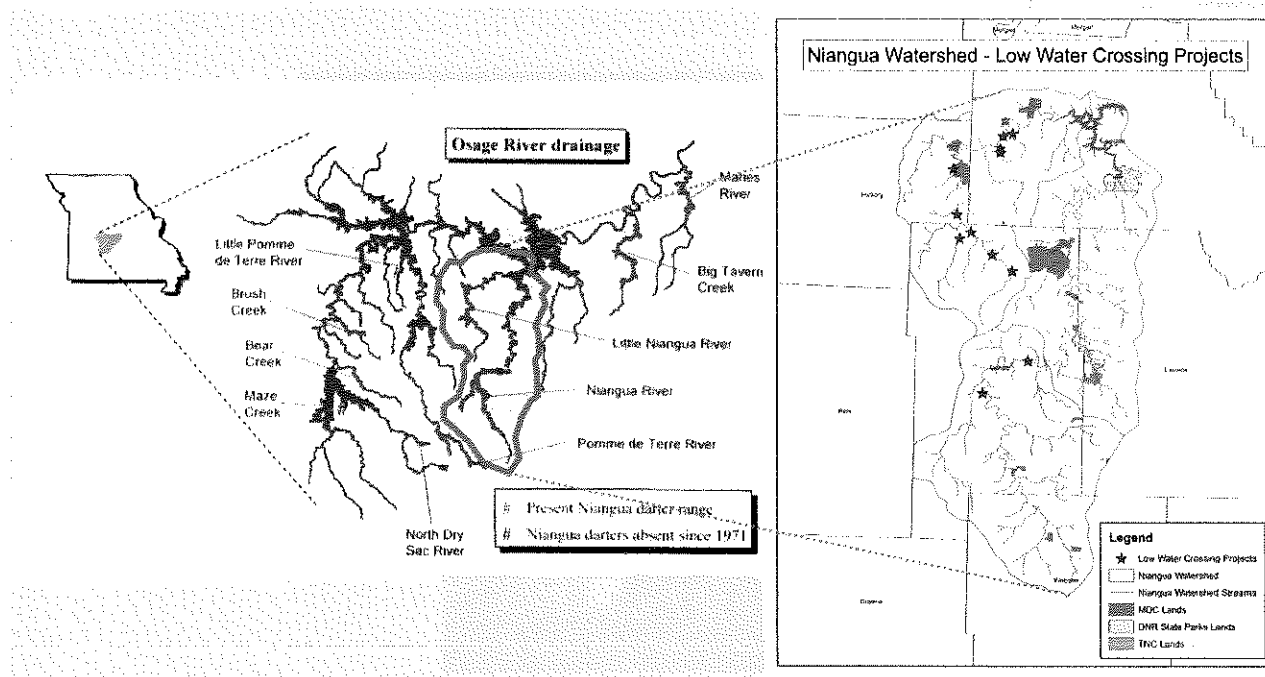 Osage River drainage
Maries
River
Little Pomme
de Terre River
Big Tavern
Creek
Brush
Creek
Little Niangua River
Bear
Creek
Niangua River
Maze
Creek
Pomme de Terre River
North Dry
Sac River
# Present Niangua darter range
# Niangua darters absent since 1971
Niangua Watershed - Low Water Crossing Projects
Hickory
Polk
Laclede
Greene
Legend
Low Water Crossing Projects
Niangua Watershed
Niangua Watershed Streams
MDC Lands
DNR State Parks Lands
TNC Lands